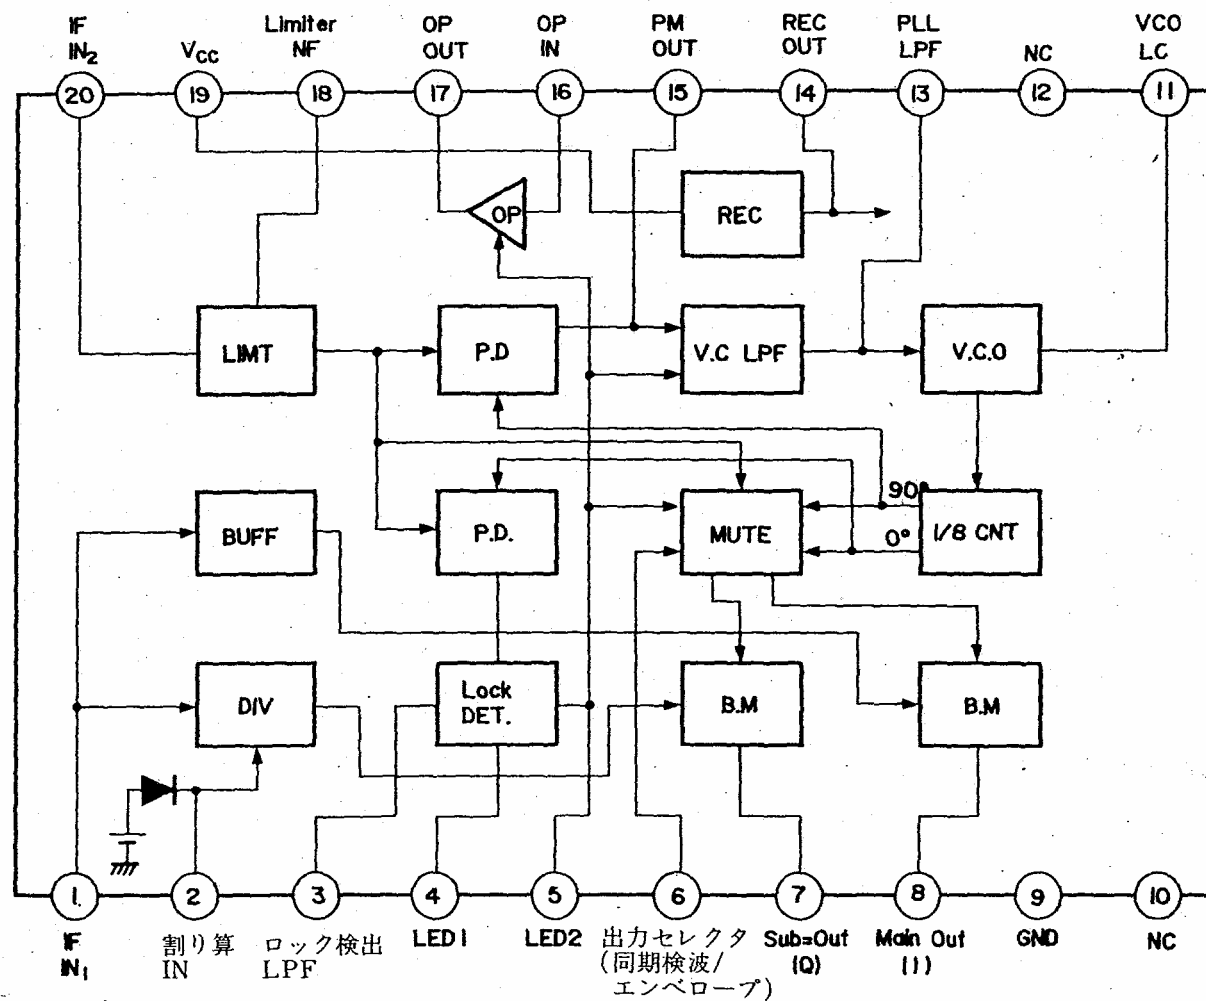 IF
IN2
VCC
Limiter
NF
OP
OUT
OP
IN
PM
OUT
REC
OUT
PLL
LPF
NC
VCO
LC
20
19
18
17
16
15
14
13
12
11
OP
REC
LIMT
P.D
V.C LPF
V.C.O
BUFF
P.D.
MUTE
90°
0°
1/8 CNT
DIV
Lock
DET.
B.M
B.M
1.
2
3
4
5
6
7
8
9
10
IF
IN1
割り算
IN
ロック検出
LPF
LED1
LED2
出力セレクタ
(同期検波/
エンベロープ)
Sub=Out
(Q)
Main Out
(I)
GND
NC